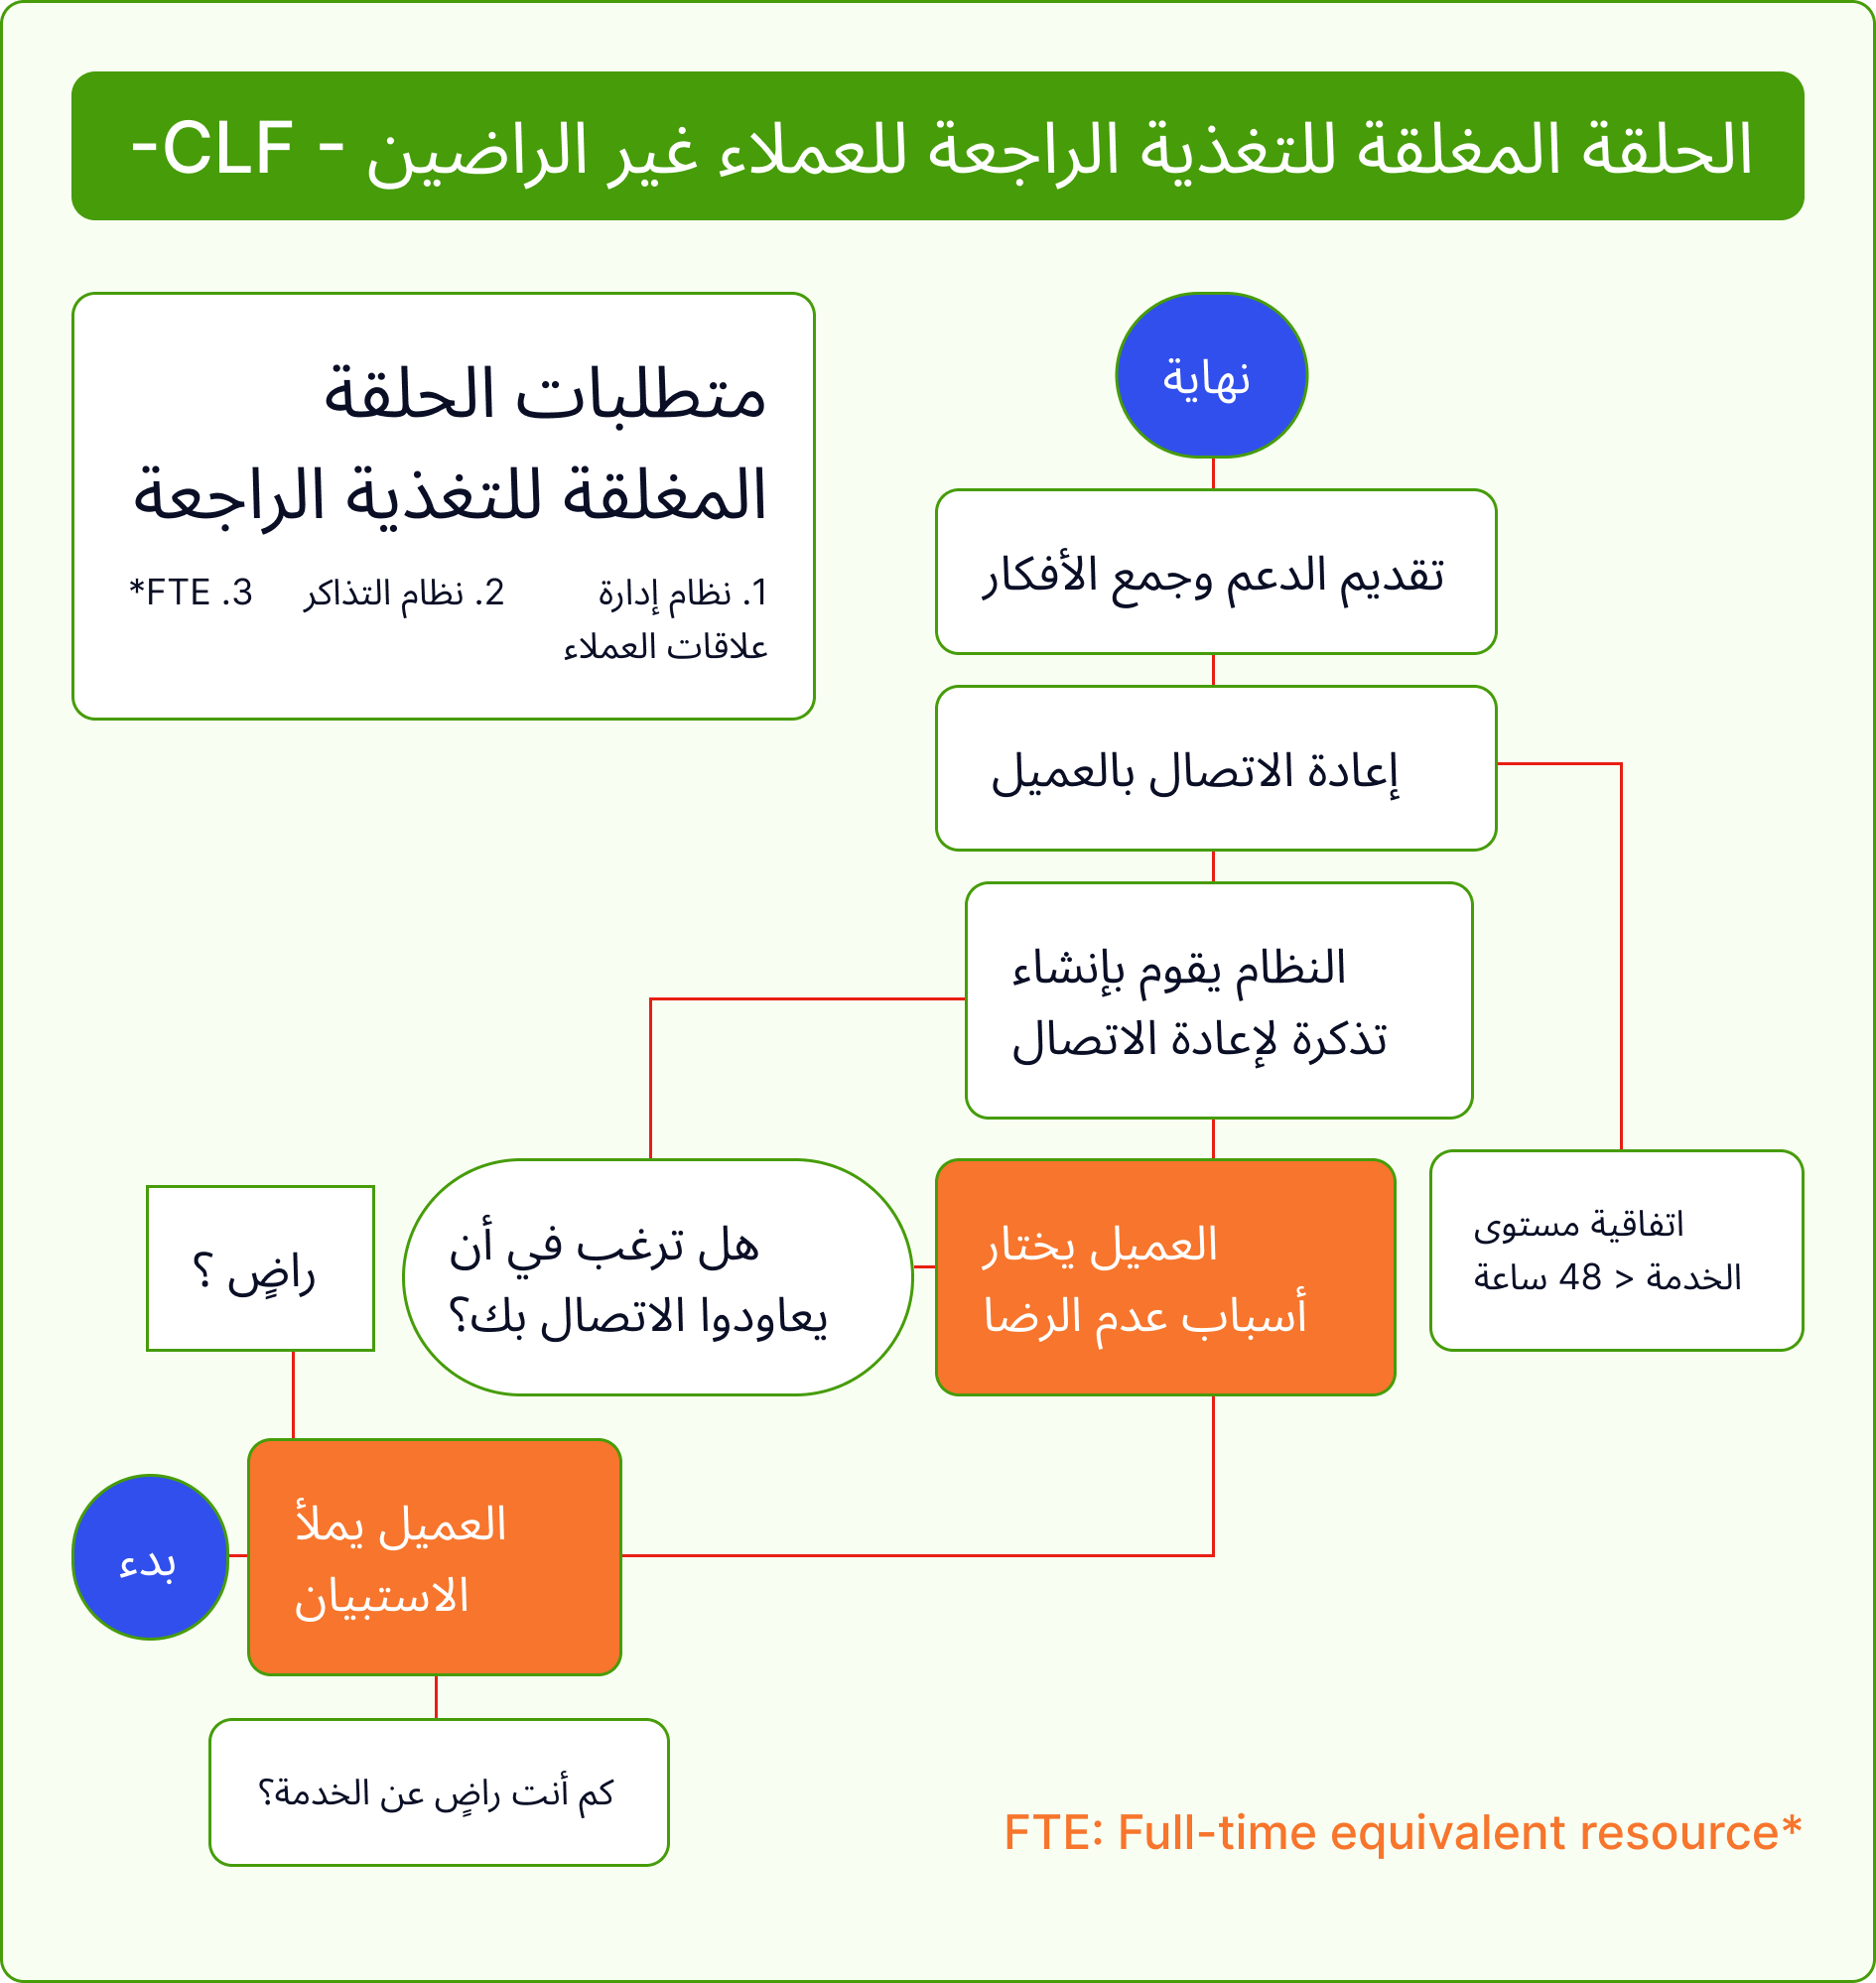 الحلقة المغلقة للتغذية الراجعة للعملاء غير الراضين - CLF-
نهاية
متطلبات الحلقة
المغلقة للتغذية الراجعة
1. نظام إدارة
علاقات العملاء
2. نظام التذاكر
3. FTE*
تقديم الدعم وجمع الأفكار
إعادة الاتصال بالعميل
النظام يقوم بإنشاء
تذكرة لإعادة الاتصال
اتفاقية مستوى
الخدمة < 48 ساعة
العميل يختار
أسباب عدم الرضا
هل ترغب في أن
يعاودوا الاتصال بك؟
راضٍ ؟
العميل يملأ
الاستبيان
بدء
كم أنت راضٍ عن الخدمة؟
FTE: Full-time equivalent resource*